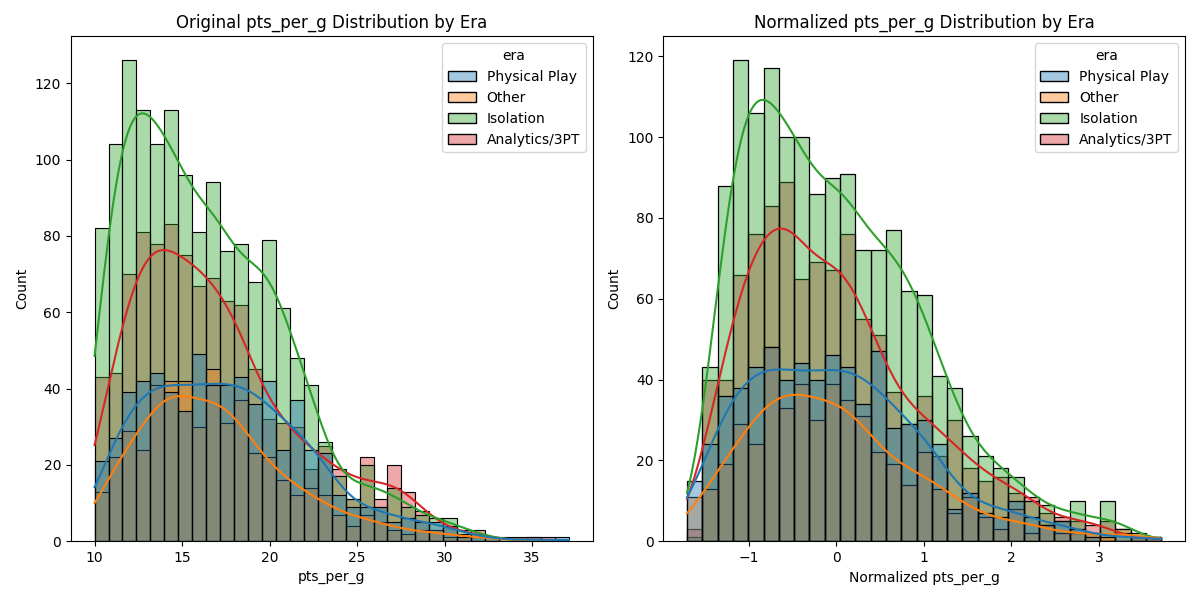 Original pts_per_g Distribution by Era
era
Physical Play
Other
Isolation
Analytics/3PT
120
100
80
60
40
20
0
Count
10
15
20
25
30
35
pts_per_g
Normalized pts_per_g Distribution by Era
era
Physical Play
Other
Isolation
Analytics/3PT
120
100
80
60
40
20
0
Count
−1
0
1
2
3
Normalized pts_per_g